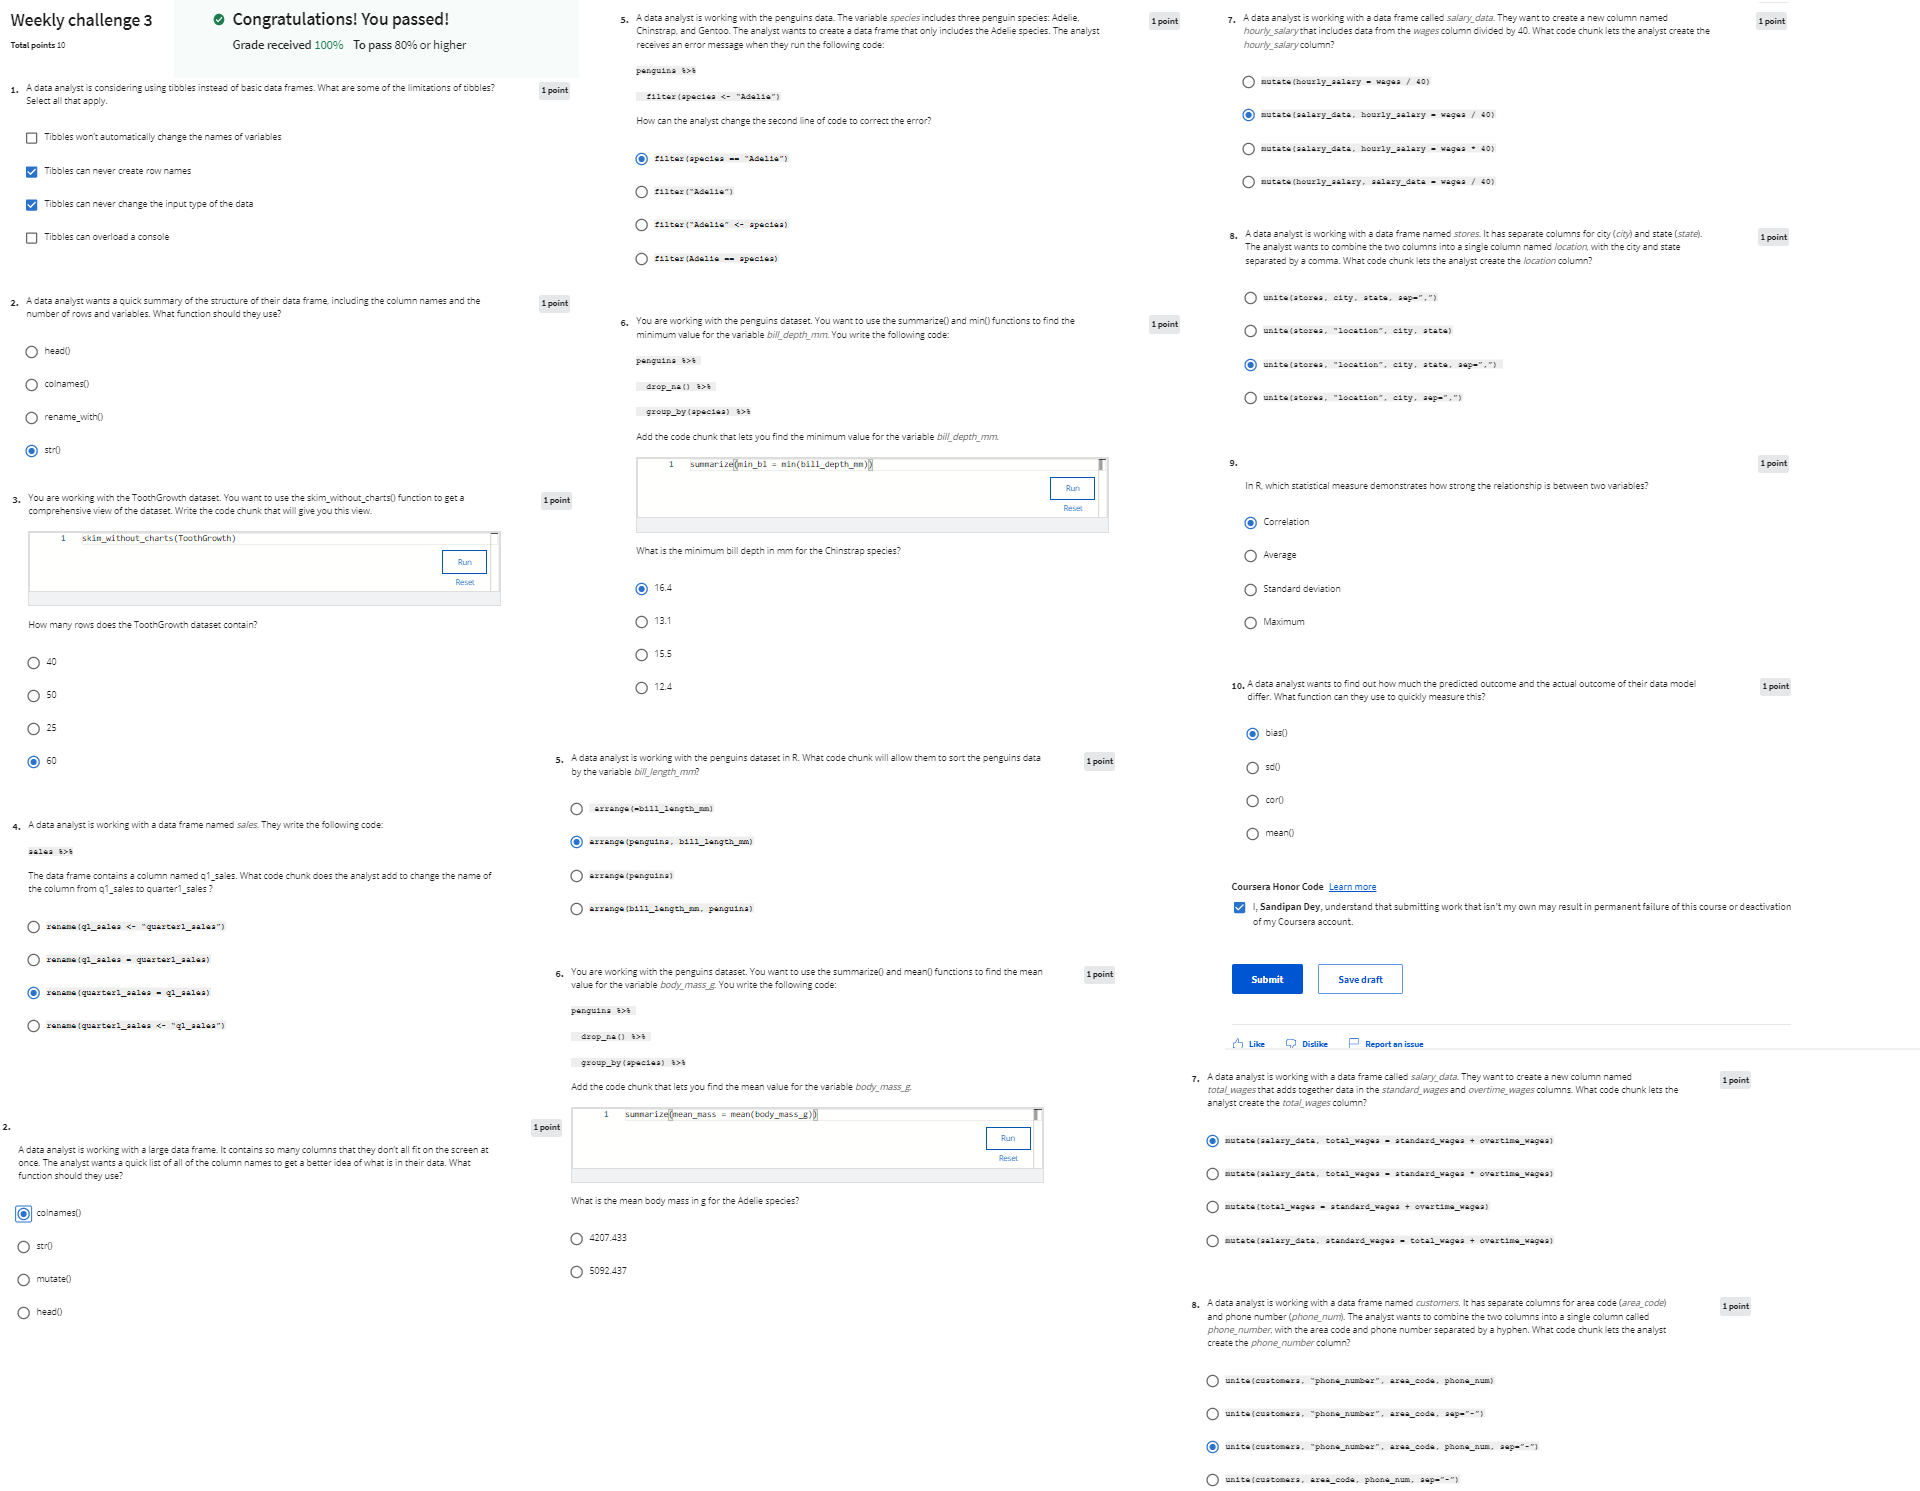 Weekly challenge 3
Total points 10
Congratulations! You passed!
Grade received 100% To pass 80% or higher
1. A data analyst is considering using tibbles instead of basic data frames. What are some of the limitations of tibbles?
Select all that apply.
1 point
Tibbles won't automatically change the names of variables
Tibbles can never create row names
Tibbles can never change the input type of the data
Tibbles can overload a console
2. A data analyst wants a quick summary of the structure of their data frame, including the column names and the
number of rows and variables. What function should they use?
1 point
head()
colnames()
rename_with()
str()
3. You are working with the ToothGrowth dataset. You want to use the skim_without_charts() function to get a
comprehensive view of the dataset. Write the code chunk that will give you this view.
1 point
1 skim_without_charts(ToothGrowth)
Run
Reset
How many rows does the ToothGrowth dataset contain?
40
50
25
60
4. A data analyst is working with a data frame named sales. They write the following code:
sales %>%
The data frame contains a column named q1_sales. What code chunk does the analyst add to change the name of
the column from q1_sales to quarter1_sales ?
rename(q1_sales <- "quarter1_sales")
rename(q1_sales = quarter1_sales)
rename(quarter1_sales = q1_sales)
rename(quarter1_sales <- "q1_sales")
2.
1 point
A data analyst is working with a large data frame. It contains so many columns that they don't all fit on the screen at
once. The analyst wants a quick list of all of the column names to get a better idea of what is in their data. What
function should they use?
colnames()
str()
mutate()
head()
5. A data analyst is working with the penguins data. The variable species includes three penguin species: Adelie,
Chinstrap, and Gentoo. The analyst wants to create a data frame that only includes the Adelie species. The analyst
receives an error message when they run the following code:
1 point
penguins %>%
filter(species <- "Adelie")
How can the analyst change the second line of code to correct the error?
filter(species == "Adelie")
filter("Adelie")
filter("Adelie" <- species)
filter(Adelie == species)
6. You are working with the penguins dataset. You want to use the summarize() and min() functions to find the
minimum value for the variable bill_depth_mm. You write the following code:
1 point
penguins %>%
drop_na() %>%
group_by(species) %>%
Add the code chunk that lets you find the minimum value for the variable bill_depth_mm.
1 summarize(min_bl = min(bill_depth_mm))
Run
Reset
What is the minimum bill depth in mm for the Chinstrap species?
16.4
13.1
15.5
12.4
5. A data analyst is working with the penguins dataset in R. What code chunk will allow them to sort the penguins data
by the variable bill_length_mm?
1 point
arrange(=bill_length_mm)
arrange(penguins, bill_length_mm)
arrange(penguins)
arrange(bill_length_mm, penguins)
6. You are working with the penguins dataset. You want to use the summarize() and mean() functions to find the mean
value for the variable body_mass_g. You write the following code:
1 point
penguins %>%
drop_na() %>%
group_by(species) %>%
Add the code chunk that lets you find the mean value for the variable body_mass_g.
1 summarize(mean_mass = mean(body_mass_g))
Run
Reset
What is the mean body mass in g for the Adelie species?
4207.433
5092.437
7. A data analyst is working with a data frame called salary_data. They want to create a new column named
hourly_salary that includes data from the wages column divided by 40. What code chunk lets the analyst create the
hourly_salary column?
1 point
mutate(hourly_salary = wages / 40)
mutate(salary_data, hourly_salary = wages / 40)
mutate(salary_data, hourly_salary = wages * 40)
mutate(hourly_salary, salary_data = wages / 40)
8. A data analyst is working with a data frame named stores. It has separate columns for city (city) and state (state).
The analyst wants to combine the two columns into a single column named location, with the city and state
separated by a comma. What code chunk lets the analyst create the location column?
1 point
unite(stores, city, state, sep=",")
unite(stores, "location", city, state)
unite(stores, "location", city, state, sep=",")
unite(stores, "location", city, sep=",")
9.
1 point
In R, which statistical measure demonstrates how strong the relationship is between two variables?
Correlation
Average
Standard deviation
Maximum
10. A data analyst wants to find out how much the predicted outcome and the actual outcome of their data model
differ. What function can they use to quickly measure this?
1 point
bias()
sd()
cor()
mean()
Coursera Honor Code Learn more
I, Sandipan Dey, understand that submitting work that isn't my own may result in permanent failure of this course or deactivation
of my Coursera account.
Submit
Save draft
Like
Dislike
Report an issue
7. A data analyst is working with a data frame called salary_data. They want to create a new column named
total_wages that adds together data in the standard_wages and overtime_wages columns. What code chunk lets the
analyst create the total_wages column?
1 point
mutate(salary_data, total_wages = standard_wages + overtime_wages)
mutate(salary_data, total_wages = standard_wages * overtime_wages)
mutate(total_wages = standard_wages + overtime_wages)
mutate(salary_data, standard_wages = total_wages + overtime_wages)
8. A data analyst is working with a data frame named customers. It has separate columns for area code (area_code)
and phone number (phone_num). The analyst wants to combine the two columns into a single column called
phone_number, with the area code and phone number separated by a hyphen. What code chunk lets the analyst
create the phone_number column?
1 point
unite(customers, "phone_number", area_code, phone_num)
unite(customers, "phone_number", area_code, sep="-")
unite(customers, "phone_number", area_code, phone_num, sep="-")
unite(customers, area_code, phone_num, sep="-")